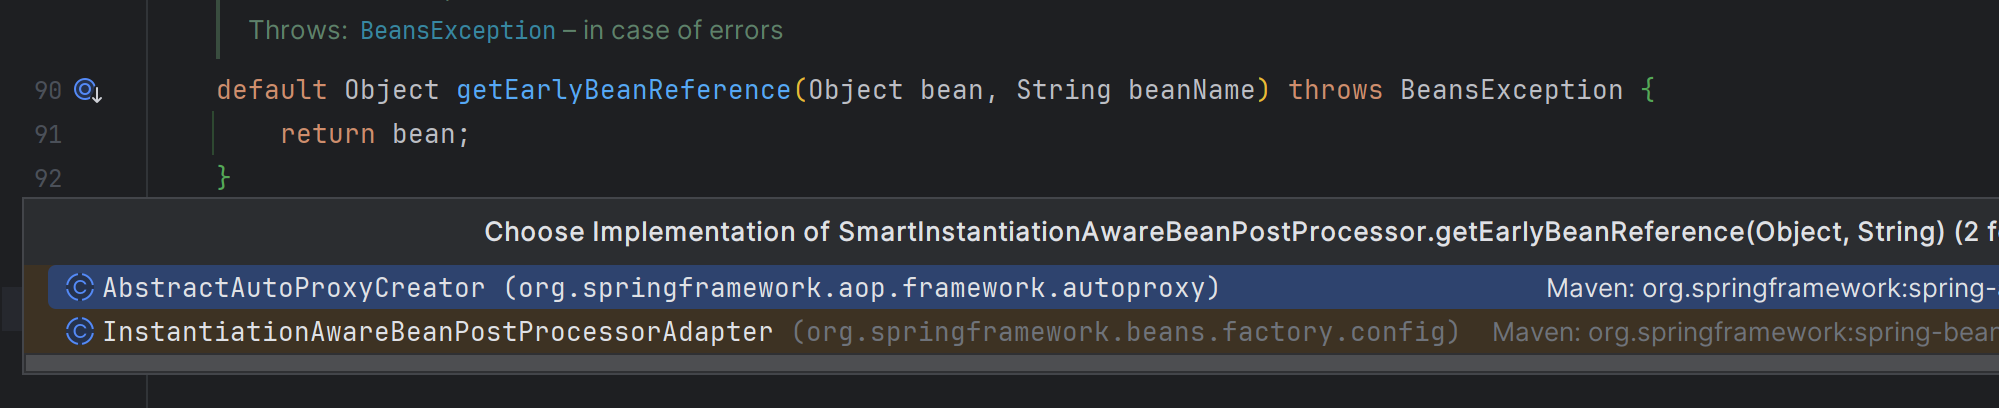 Throws: BeansException – in case of errors
90 default Object getEarlyBeanReference(Object bean, String beanName) throws BeansException {
91 return bean;
92 }
Choose Implementation of SmartInstantiationAwareBeanPostProcessor.getEarlyBeanReference(Object, String) (2 f
AbstractAutoProxyCreator (org.springframework.aop.framework.autoproxy) Maven: org.springframework:spring-
InstantiationAwareBeanPostProcessorAdapter (org.springframework.beans.factory.config) Maven: org.springframework:spring-bean